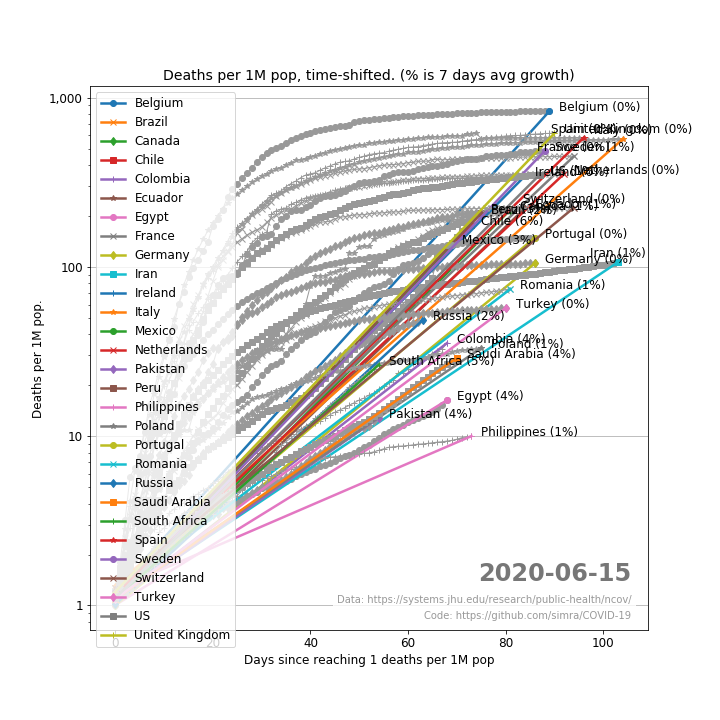 Deaths per 1M pop, time-shifted. (% is 7 days avg growth)
Deaths per 1M pop.
1,000
100
10
1
0
20
40
60
80
100
Days since reaching 1 deaths per 1M pop
Belgium
Brazil
Canada
Chile
Colombia
Ecuador
Egypt
France
Germany
Iran
Ireland
Italy
Mexico
Netherlands
Pakistan
Peru
Philippines
Poland
Portugal
Romania
Russia
Saudi Arabia
South Africa
Spain
Sweden
Switzerland
Turkey
US
United Kingdom
Belgium (0%)
Spain
United Kingdom (0%)
Italy
France
Sweden (1%)
Ireland
Netherlands (0%)
Switzerland (0%)
Chile (6%)
Portugal (0%)
Mexico (3%)
Iran (1%)
Germany (0%)
Romania (1%)
Turkey (0%)
Russia (2%)
Colombia (4%)
Poland (1%)
Saudi Arabia (4%)
South Africa (5%)
Egypt (4%)
Pakistan (4%)
Philippines (1%)
2020-06-15
Data: https://systems.jhu.edu/research/public-health/ncov/
Code: https://github.com/simra/COVID-19